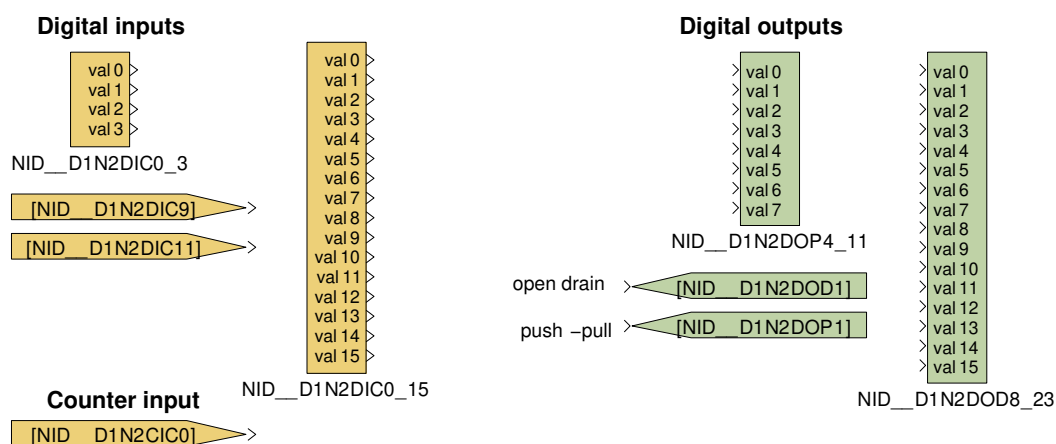 Digital inputs
val 0
val 1
val 2
val 3
NID__D1N2DIC0_3
[NID__D1N2DIC9]
[NID__D1N2DIC11]
val 0
val 1
val 2
val 3
val 4
val 5
val 6
val 7
val 8
val 9
val 10
val 11
val 12
val 13
val 14
val 15
NID__D1N2DIC0_15
Counter input
[NID__D1N2CIC0]
Digital outputs
val 0
val 1
val 2
val 3
val 4
val 5
val 6
val 7
NID__D1N2DOP4_11
open drain
[NID__D1N2DOD1]
push –pull
[NID__D1N2DOP1]
val 0
val 1
val 2
val 3
val 4
val 5
val 6
val 7
val 8
val 9
val 10
val 11
val 12
val 13
val 14
val 15
NID__D1N2DOD8_23